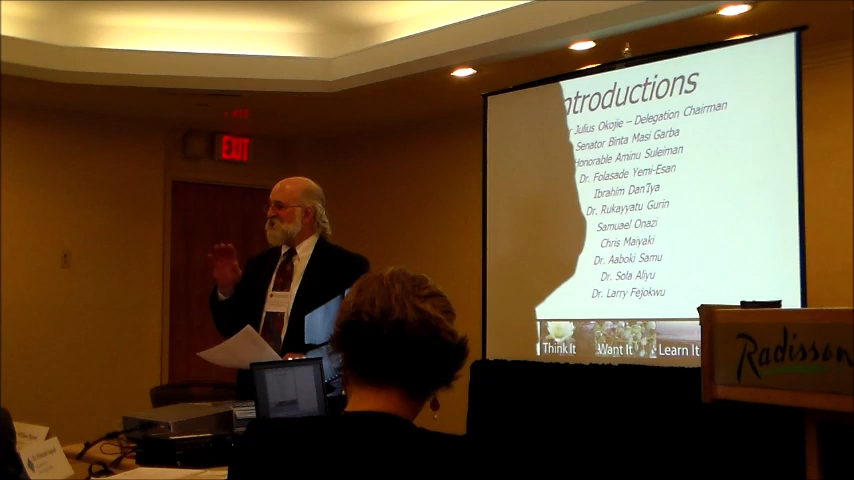 EXIT
ntroductions
r Julius Okojie – Delegation Chairman
Senator Binta Masi Garba
Honorable Aminu Suleiman
Dr. Folasade Yemi-Esan
Ibrahim Dan'Iya
Dr. Rukayyatu Gurin
Samuael Onazi
Chris Maiyaki
Dr. Aaboki Samu
Dr. Sola Aliyu
Dr. Larry Fejokwu
Think It Want It Learn It
Radisson